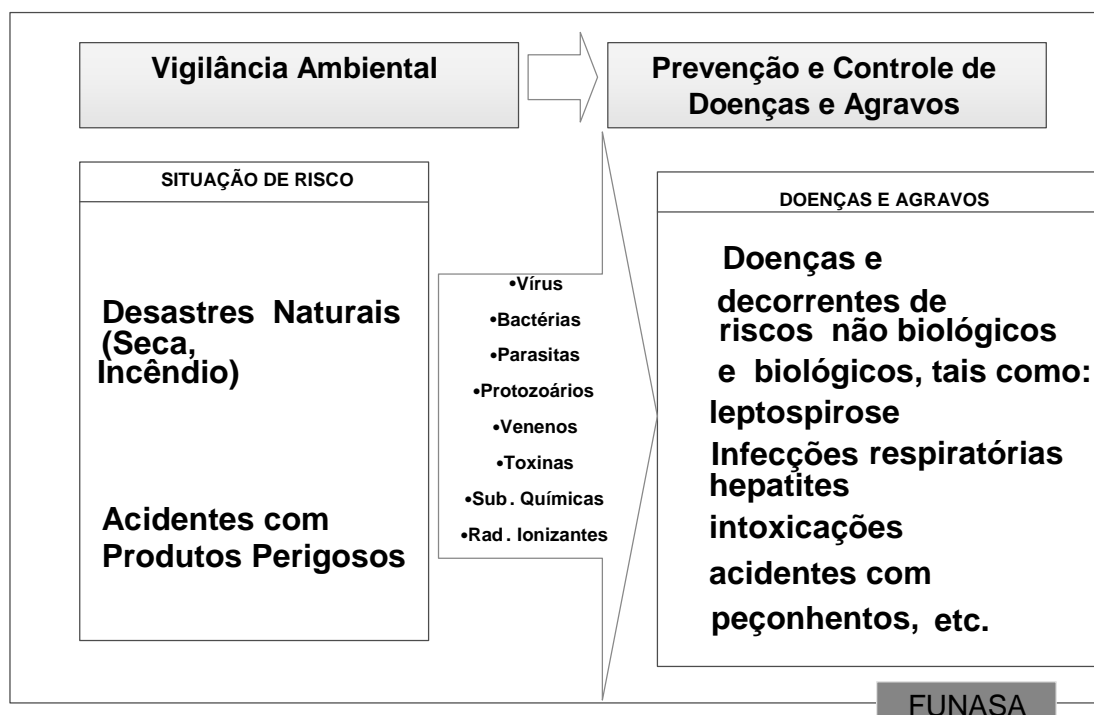 Vigilância Ambiental
Prevenção e Controle de
Doenças e Agravos
SITUAÇÃO DE RISCO
Desastres Naturais
(Seca,
Incêndio)
Acidentes com
Produtos Perigosos
•Vírus
•Bactérias
•Parasitas
•Protozoários
•Venenos
•Toxinas
•Sub. Químicas
•Rad. Ionizantes
DOENÇAS E AGRAVOS
Doenças e
decorrentes de
riscos não biológicos
e biológicos, tais como:
leptospirose
Infecções respiratórias
hepatites
intoxicações
acidentes com
peçonhentos, etc.
FUNASA